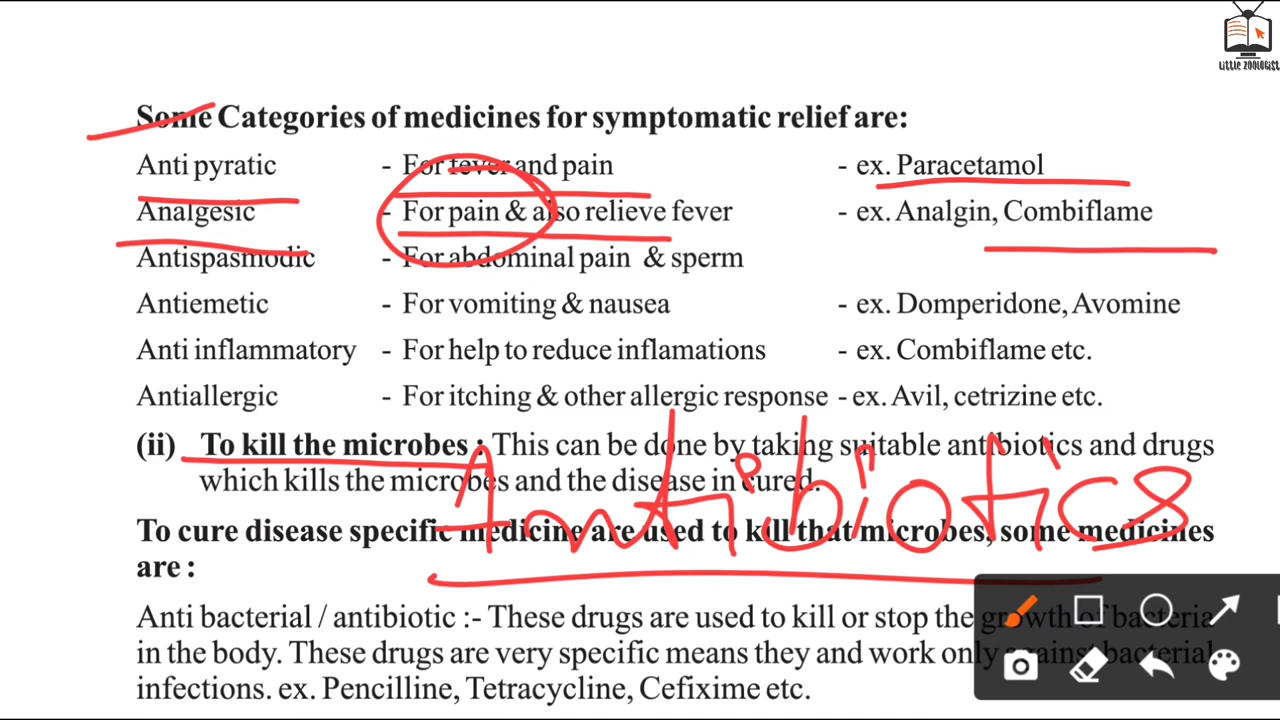 LITTLE ZOOLOGIST
Some Categories of medicines for symptomatic relief are:
Anti pyratic - For fever and pain - ex. Paracetamol
Analgesic - For pain & also relieve fever - ex. Analgin, Combiflame
Antispasmodic - For abdominal pain & sperm
Antiemetic - For vomiting & nausea - ex. Domperidone, Avomine
Anti inflammatory - For help to reduce inflamations - ex. Combiflame etc.
Antiallergic - For itching & other allergic response - ex. Avil, cetrizine etc.
(ii) To kill the microbes : This can be done by taking suitable antibiotics and drugs
which kills the microbes and the disease in cured.
Antibiotics
To cure disease specific medicine are used to kill that microbes, some medicines
are :
Anti bacterial / antibiotic :- These drugs are used to kill or stop the growth of bacteria
in the body. These drugs are very specific means they and work only against bacterial
infections. ex. Pencilline, Tetracycline, Cefixime etc.